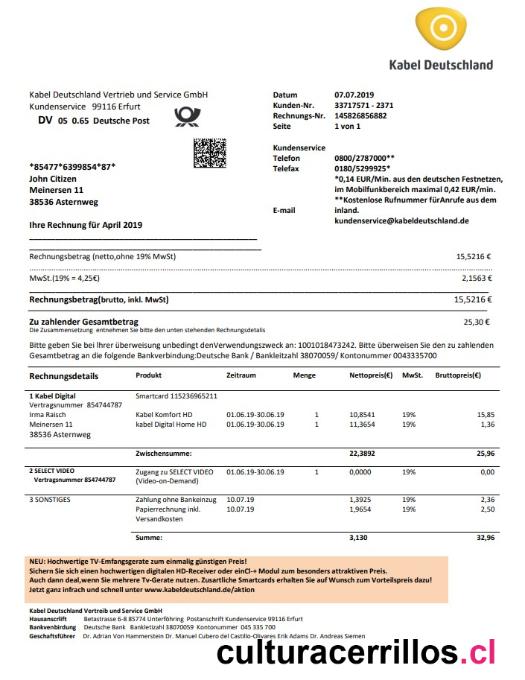 Kabel Deutschland
Kabel Deutschland Vertrieb und Service GmbH
Kundenservice 99116 Erfurt
DV 05 0.65 Deutsche Post
Datum 07.07.2019
Kunden-Nr. 33717571 - 2371
Rechnungs-Nr. 145826856882
Seite 1 von 1
Kundenservice
Telefon 0800/2787000**
Telefax 0180/5299925*
*0,14 EUR/Min. aus den deutschen Festnetzen,
im Mobilfunkbereich maximal 0,42 EUR/min.
**Kostenlose Rufnummer fürAnrufe aus dem
inland.
E-mail kundenservice@kabeldeutschland.de
*85477*6399854*87*
John Citizen
Meinersen 11
38536 Asternweg
Ihre Rechnung für April 2019
Rechnungsbetrag (netto,ohne 19% MwSt) 15,5216 €
MwSt.(19% = 4,25€) 2,1563 €
Rechnungsbetrag(brutto, inkl. MwSt) 15,5216 €
Zu zahlender Gesamtbetrag 25,30 €
Die Zusammensetzung entnehmen Sie bitte den unten stehenden Rechnungsdetails
Bitte geben Sie bei Ihrer überweisung unbedingt denVerwendungszweck an: 1001018473242. Bitte überweisen Sie den zu zahlenden
Gesamtbetrag an die folgende Bankverbindung:Deutsche Bank / Bankleitzahl 38070059/ Kontonummer 0043335700
Rechnungsdetails Produkt Zeitraum Menge Nettopreis(€) MwSt. Bruttopreis(€)
1 Kabel Digital Smartcard 115236965211
Vertragsnummer 854744787
Irma Raisch Kabel Komfort HD 01.06.19-30.06.19 1 10,8541 19% 15,85
Meinersen 11 kabel Digital Home HD 01.06.19-30.06.19 1 11,3654 19% 1,36
38536 Asternweg
Zwischensumme: 22,3892 25,96
2 SELECT VIDEO Zugang zu SELECT VIDEO 01.06.19-30.06.19 1 0,0000 19% 0,00
Vertragsnummer 854744787 (Video-on-Demand)
3 SONSTIGES Zahlung ohne Bankeinzug 10.07.19 1,3925 19% 2,36
Papierrechnung inkl. 10.07.19 1,9654 19% 2,50
Versandkosten
Summe: 3,130 32,96
NEU: Hochwertige TV-Emfangsgerate zum einmalig günstigen Preis!
Sichern Sie sich einen hochwertigen digitalen HD-Receiver oder einCI-+ Modul zum besonders attraktiven Preis.
Auch dann deal,wenn Sie mehrere Tv-Gerate nutzen. Zusartliche Smartcards erhalten Sie auf Wunsch zum Vorteilspreis dazu!
Jetzt ganz infrach und schnell unter www.kabeldeutschland.de/aktion
Kabel Deutschland Vertreib und Service GmbH
Hausanscrift Betastrasse 6-8 85774 Unterföhring Postanschrift Kundenservice 99116 Erfurt
Bankvenbirdung Deutsche Bank Bankletizahl 38070059 Kontonummer 045 335 700
Geschaftsführer Dr. Adrian Von Hammerstein Dr. Manuel Cubero del Castillo-Olivares Erik Adams Dr. Andreas Siemen
culturacerrillos.cl